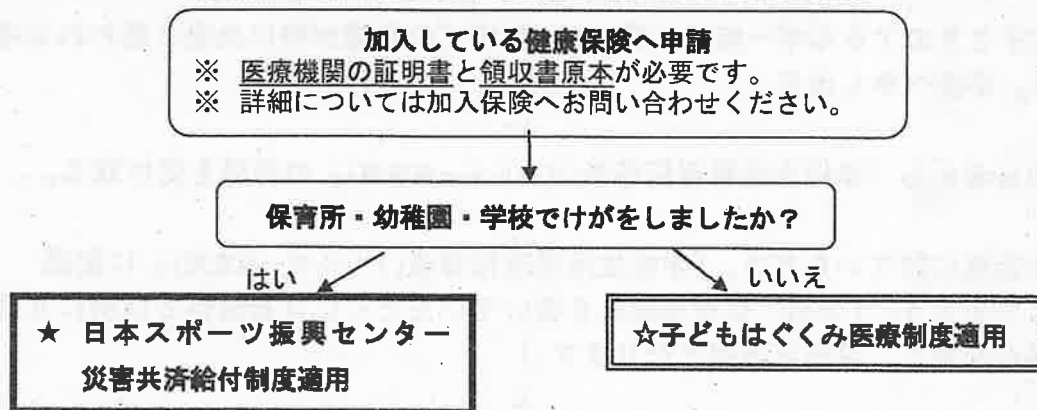 加入している健康保険へ申請
※ 医療機関の証明書と領収書原本が必要です。
※ 詳細については加入保険へお問い合わせください。
保育所・幼稚園・学校でけがをしましたか？
はい
いいえ
★ 日本スポーツ振興センター
災害共済給付制度適用
☆子どもはぐくみ医療制度適用